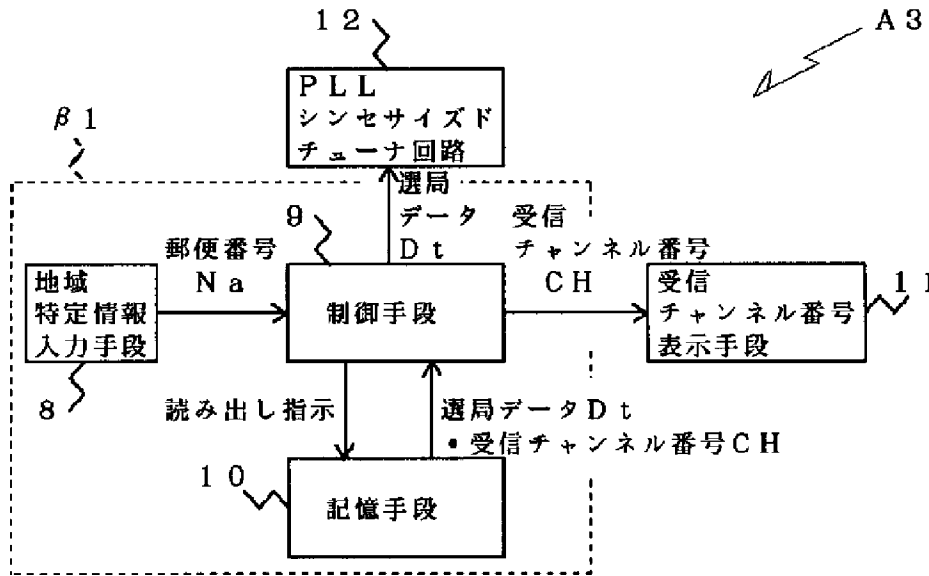 12
A3
PLL
シンセサイズド
チューナ回路
β1
選局
データ
Dt
9
受信
チャンネル番号
CH
郵便番号
Na
地域
特定情報
入力手段
制御手段
受信
チャンネル番号
表示手段
11
8
読み出し指示
選局データDt
・受信チャンネル番号CH
10
記憶手段